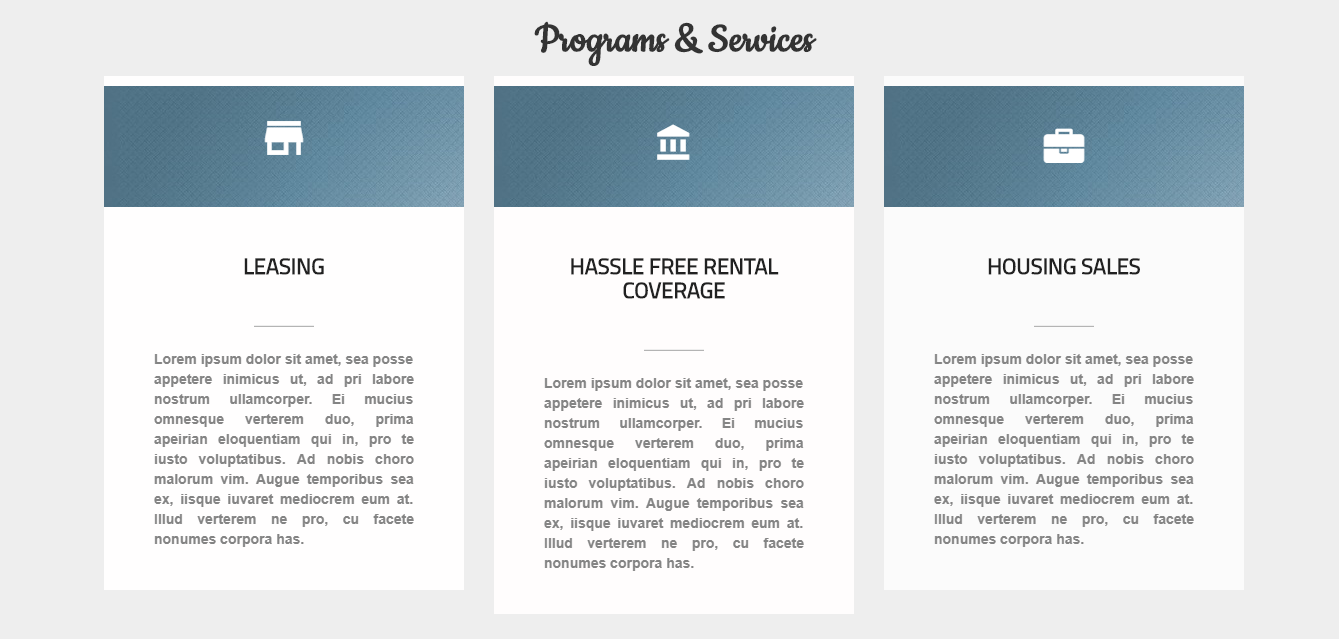 Programs & Services
LEASING
Lorem ipsum dolor sit amet, sea posse
appetere inimicus ut, ad pri labore
nostrum ullamcorper. Ei mucius
omnesque verterem duo, prima
apeirian eloquentiam qui in, pro te
iusto voluptatibus. Ad nobis choro
malorum vim. Augue temporibus sea
ex, iisque iuvaret mediocrem eum at.
Illud verterem ne pro, cu facete
nonumes corpora has.
HASSLE FREE RENTAL
COVERAGE
Lorem ipsum dolor sit amet, sea posse
appetere inimicus ut, ad pri labore
nostrum ullamcorper. Ei mucius
omnesque verterem duo, prima
apeirian eloquentiam qui in, pro te
iusto voluptatibus. Ad nobis choro
malorum vim. Augue temporibus sea
ex, iisque iuvaret mediocrem eum at.
Illud verterem ne pro, cu facete
nonumes corpora has.
HOUSING SALES
Lorem ipsum dolor sit amet, sea posse
appetere inimicus ut, ad pri labore
nostrum ullamcorper. Ei mucius
omnesque verterem duo, prima
apeirian eloquentiam qui in, pro te
iusto voluptatibus. Ad nobis choro
malorum vim. Augue temporibus sea
ex, iisque iuvaret mediocrem eum at.
Illud verterem ne pro, cu facete
nonumes corpora has.